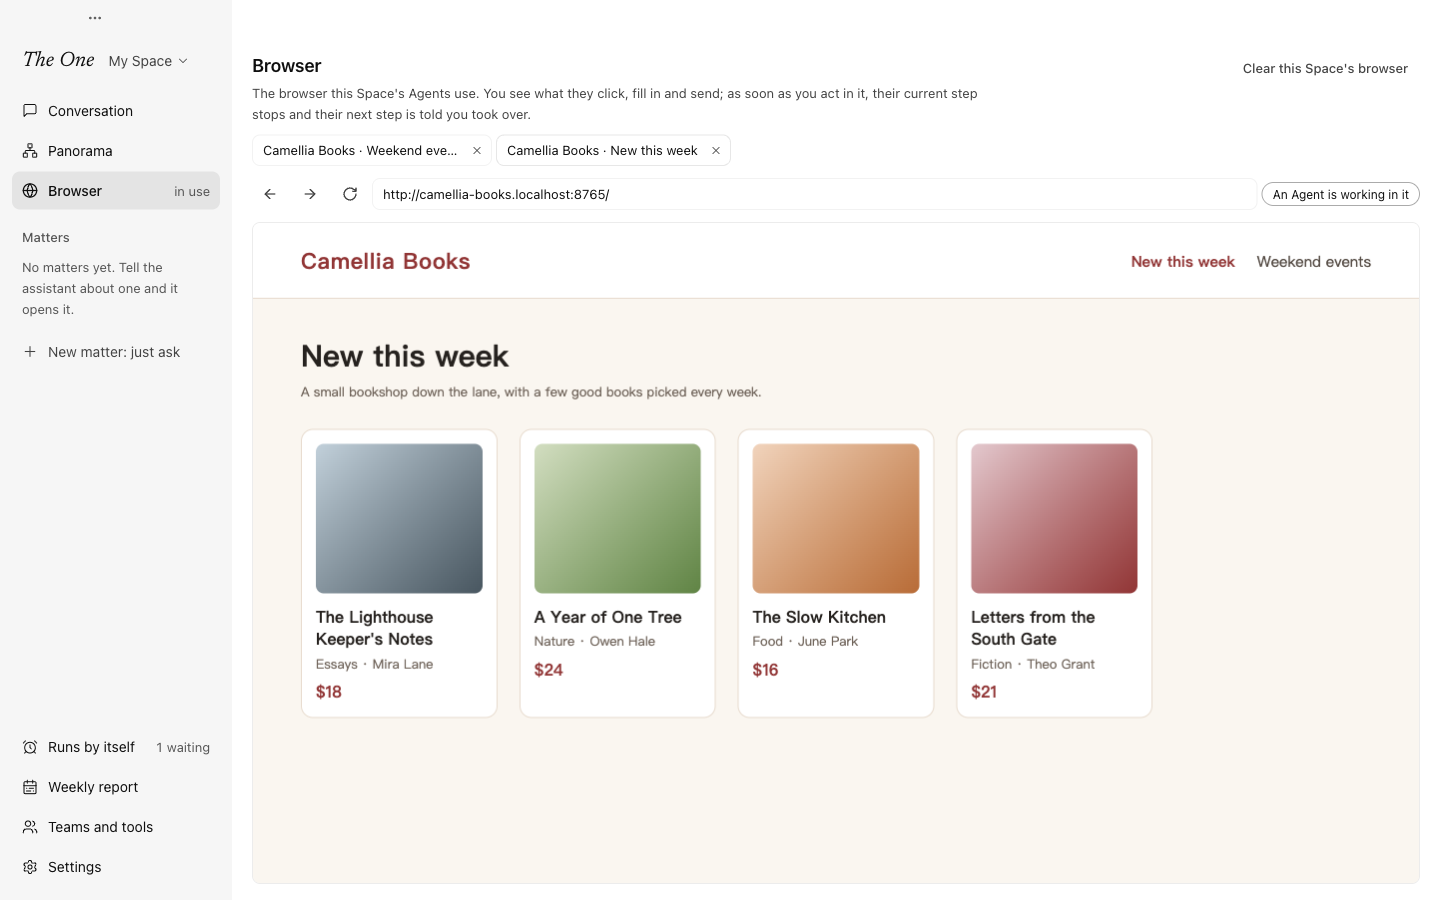 The One
My Space
Conversation
Panorama
Browser
in use
Matters
No matters yet. Tell the
assistant about one and it
opens it.
New matter: just ask
Runs by itself
1 waiting
Weekly report
Teams and tools
Settings
Browser
Clear this Space's browser
The browser this Space's Agents use. You see what they click, fill in and send; as soon as you act in it, their current step
stops and their next step is told you took over.
Camellia Books · Weekend eve...
Camellia Books · New this week
http://camellia-books.localhost:8765/
An Agent is working in it
Camellia Books
New this week
Weekend events
New this week
A small bookshop down the lane, with a few good books picked every week.
The Lighthouse
Keeper's Notes
Essays · Mira Lane
$18
A Year of One Tree
Nature · Owen Hale
$24
The Slow Kitchen
Food · June Park
$16
Letters from the
South Gate
Fiction · Theo Grant
$21